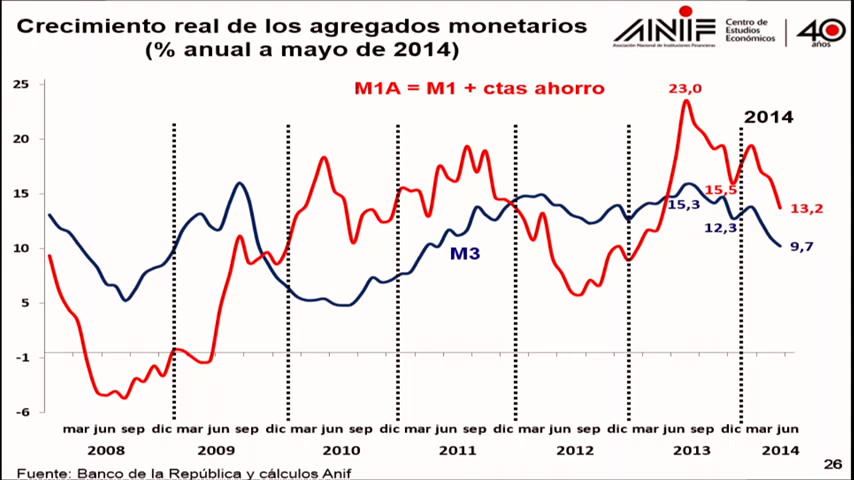 Crecimiento real de los agregados monetarios
(% anual a mayo de 2014)
ANIF
Asociación Nacional de Instituciones Financieras
Centro de
Estudios
Económicos
40
años
M1A = M1 + ctas ahorro
23,0
2014
15,5
13,2
15,3
12,3
9,7
M3
25
20
15
10
5
-1
-6
mar jun sep dic mar jun sep dic mar jun sep dic mar jun sep dic mar jun sep dic mar jun sep dic mar jun
2008 2009 2010 2011 2012 2013 2014
Fuente: Banco de la República y cálculos Anif
26